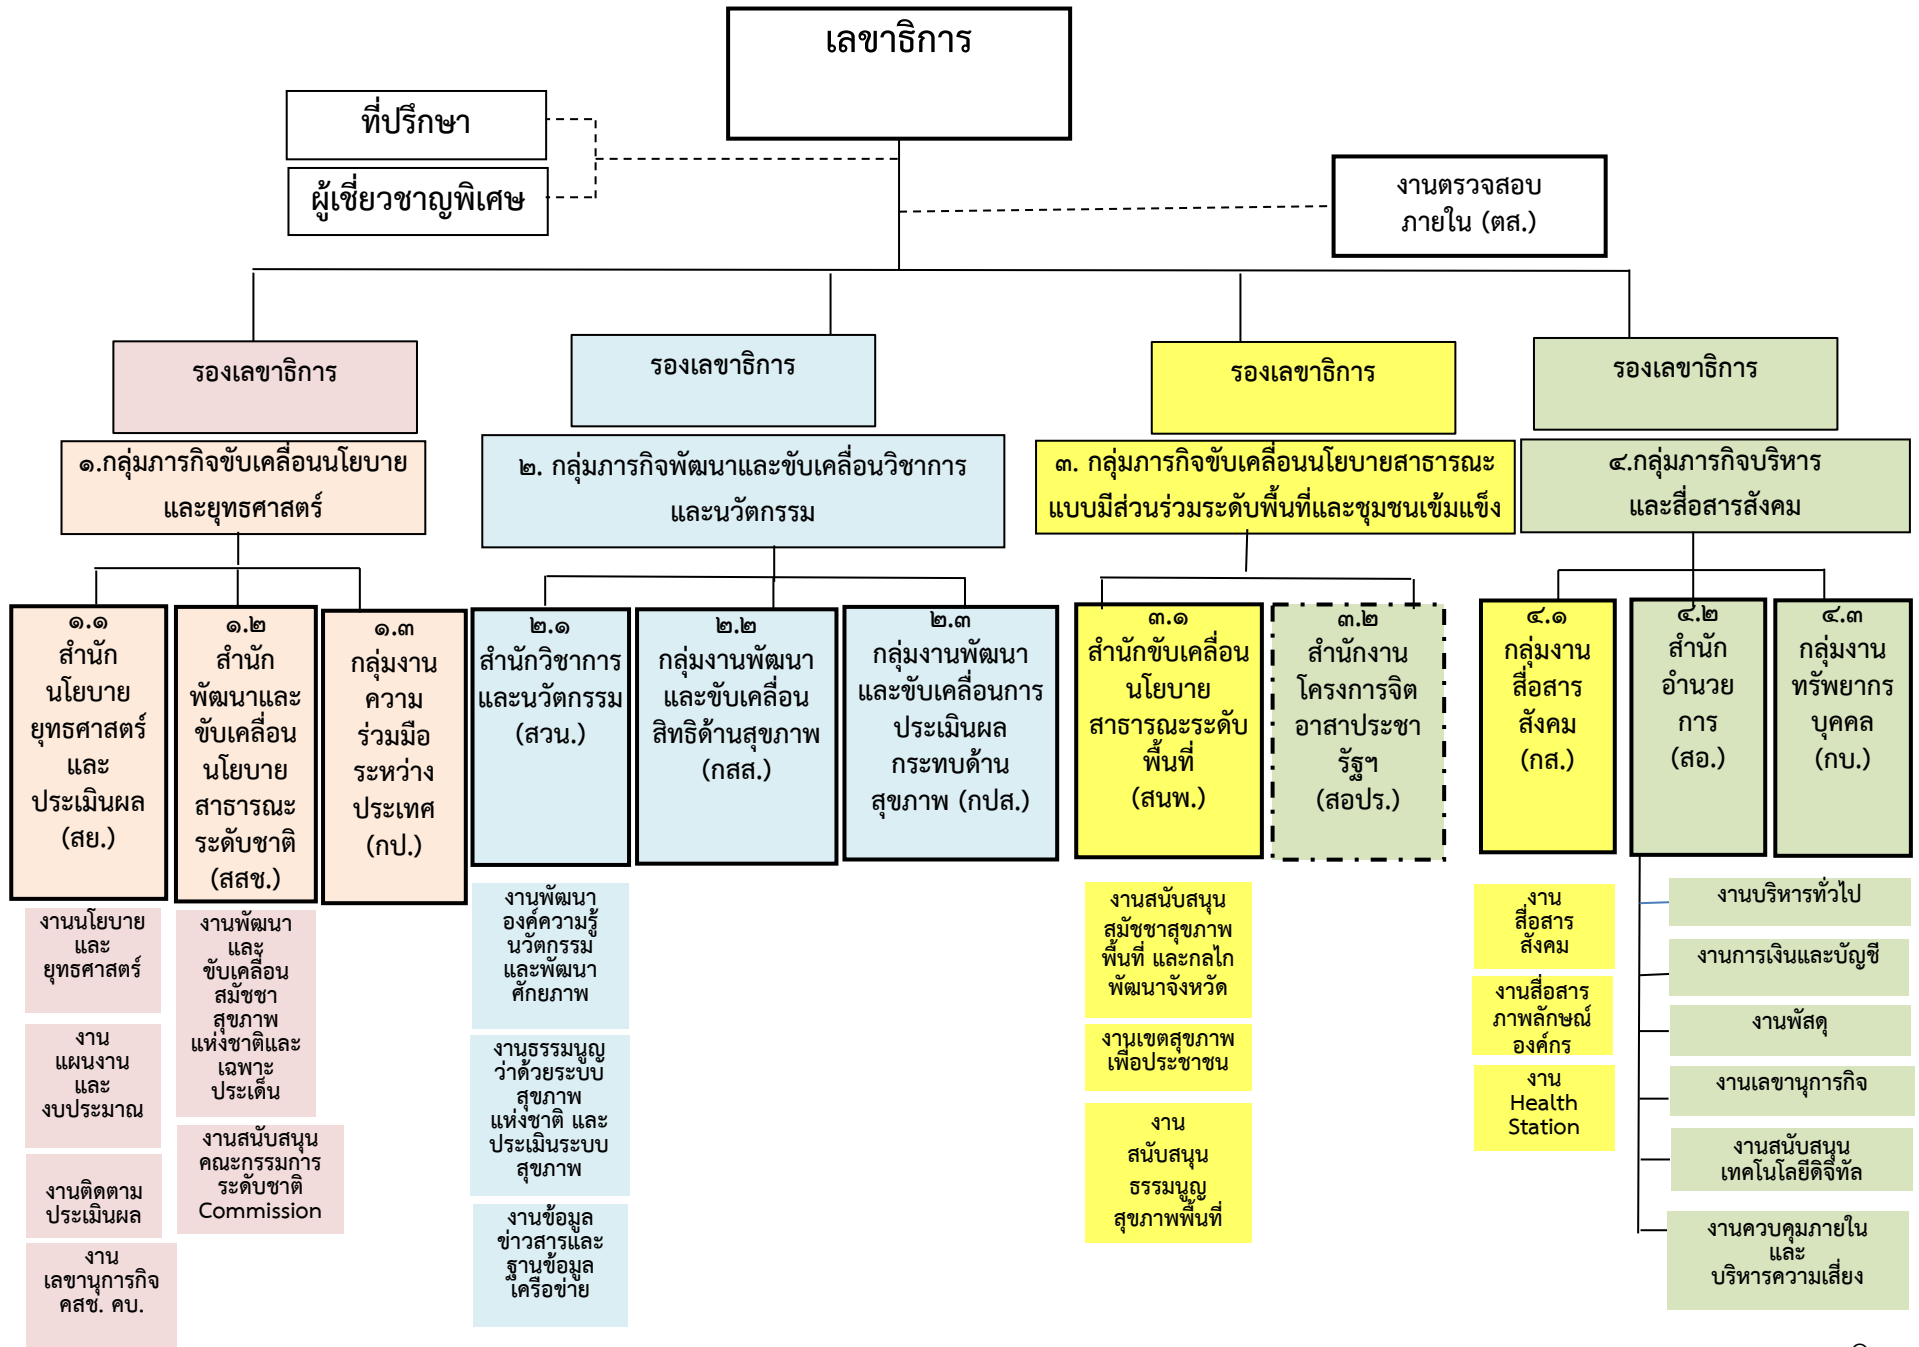 เลขาธิการ
ที่ปรึกษา
ผู้เชี่ยวชาญพิเศษ
งานตรวจสอบ
ภายใน (ตส.)
รองเลขาธิการ
รองเลขาธิการ
รองเลขาธิการ
รองเลขาธิการ
๑.กลุ่มภารกิจขับเคลื่อนนโยบาย
และยุทธศาสตร์
๒. กลุ่มภารกิจพัฒนาและขับเคลื่อนวิชาการ
และนวัตกรรม
๓. กลุ่มภารกิจขับเคลื่อนนโยบายสาธารณะ
แบบมีส่วนร่วมระดับพื้นที่และชุมชนเข้มแข็ง
๔.กลุ่มภารกิจบริหาร
และสื่อสารสังคม
๑.๑
สำนัก
นโยบาย
ยุทธศาสตร์
และ
ประเมินผล
(สย.)
๑.๒
สำนัก
พัฒนาและ
ขับเคลื่อน
นโยบาย
สาธารณะ
ระดับชาติ
(สสช.)
๑.๓
กลุ่มงาน
ความ
ร่วมมือ
ระหว่าง
ประเทศ
(กป.)
๒.๑
สำนักวิชาการ
และนวัตกรรม
(สวน.)
๒.๒
กลุ่มงานพัฒนา
และขับเคลื่อน
สิทธิด้านสุขภาพ
(กสส.)
๒.๓
กลุ่มงานพัฒนา
และขับเคลื่อนการ
ประเมินผล
กระทบด้าน
สุขภาพ (กปส.)
๓.๑
สำนักขับเคลื่อน
นโยบาย
สาธารณะระดับ
พื้นที่
(สนพ.)
๓.๒
สำนักงาน
โครงการจิต
อาสาประชา
รัฐฯ
(สอปร.)
๔.๑
กลุ่มงาน
สื่อสาร
สังคม
(กส.)
๔.๒
สำนัก
อำนวย
การ
(สอ.)
๔.๓
กลุ่มงาน
ทรัพยากร
บุคคล
(กบ.)
งานนโยบาย
และ
ยุทธศาสตร์
งาน
แผนงาน
และ
งบประมาณ
งานติดตาม
ประเมินผล
งาน
เลขานุการกิจ
คสช. คบ.
งานพัฒนา
และ
ขับเคลื่อน
สมัชชา
สุขภาพ
แห่งชาติและ
เฉพาะ
ประเด็น
งานสนับสนุน
คณะกรรมการ
ระดับชาติ
Commission
งานพัฒนา
องค์ความรู้
นวัตกรรม
และพัฒนา
ศักยภาพ
งานธรรมนูญ
ว่าด้วยระบบ
สุขภาพ
แห่งชาติ และ
ประเมินระบบ
สุขภาพ
งานข้อมูล
ข่าวสารและ
ฐานข้อมูล
เครือข่าย
งานสนับสนุน
สมัชชาสุขภาพ
พื้นที่ และกลไก
พัฒนาจังหวัด
งานเขตสุขภาพ
เพื่อประชาชน
งาน
สนับสนุน
ธรรมนูญ
สุขภาพพื้นที่
งาน
สื่อสาร
สังคม
งานสื่อสาร
ภาพลักษณ์
องค์กร
งาน
Health
Station
งานบริหารทั่วไป
งานการเงินและบัญชี
งานพัสดุ
งานเลขานุการกิจ
งานสนับสนุน
เทคโนโลยีดิจิทัล
งานควบคุมภายใน
และ
บริหารความเสี่ยง